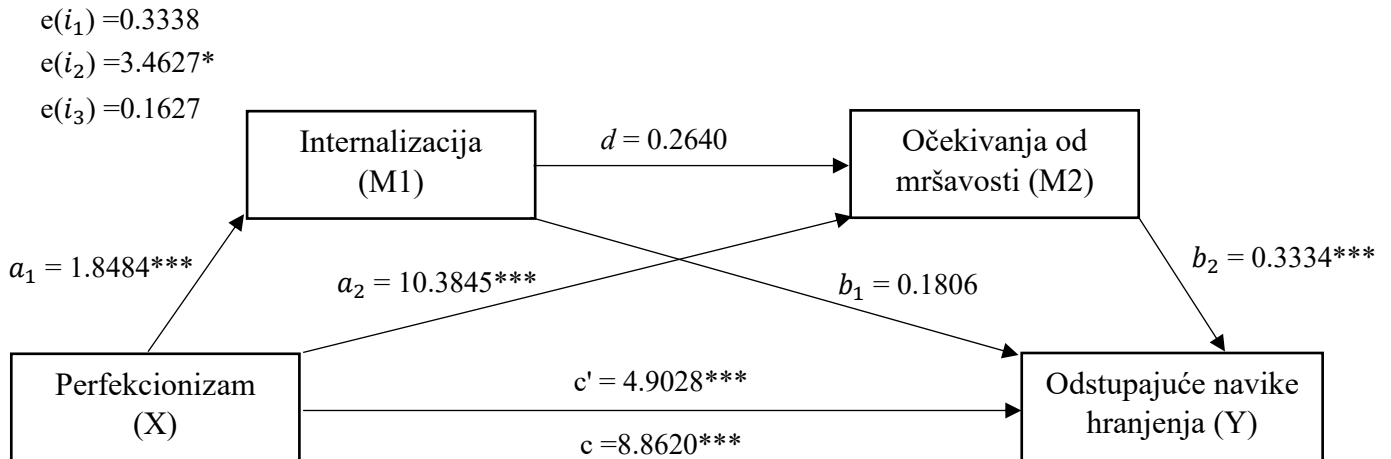 e(i₁) =0.3338
e(i₂) =3.4627*
e(i₃) =0.1627
Internalizacija
(M1)
d = 0.2640
Očekivanja od
mršavosti (M2)
a₁ = 1.8484***
a₂ = 10.3845***
b₁ = 0.1806
b₂ = 0.3334***
Perfekcionizam
(X)
c' = 4.9028***
c =8.8620***
Odstupajuće navike
hranjenja (Y)